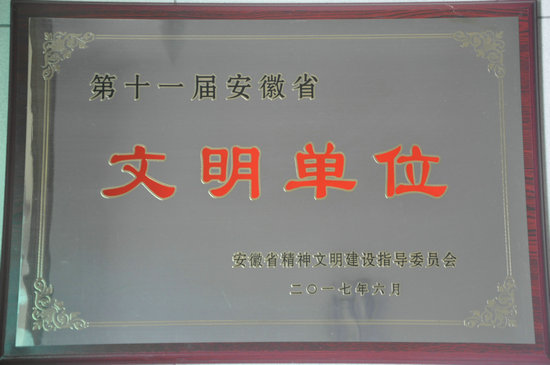 第十一届安徽省
文明单位
安徽省精神文明建设指导委员会
二〇一七年六月